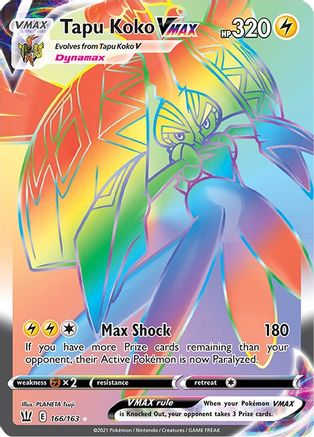 VMAX
Tapu Koko VMAX
HP 320
Evolves from Tapu Koko V
Dynamax
Max Shock 180
If you have more Prize cards remaining than your
opponent, their Active Pokémon is now Paralyzed.
weakness ×2 resistance retreat
VMAX rule When your Pokémon VMAX
is Knocked Out, your opponent takes 3 Prize cards.
Illus. PLANETA Tsuji
E 166/163
©2021 Pokémon / Nintendo / Creatures / GAME FREAK